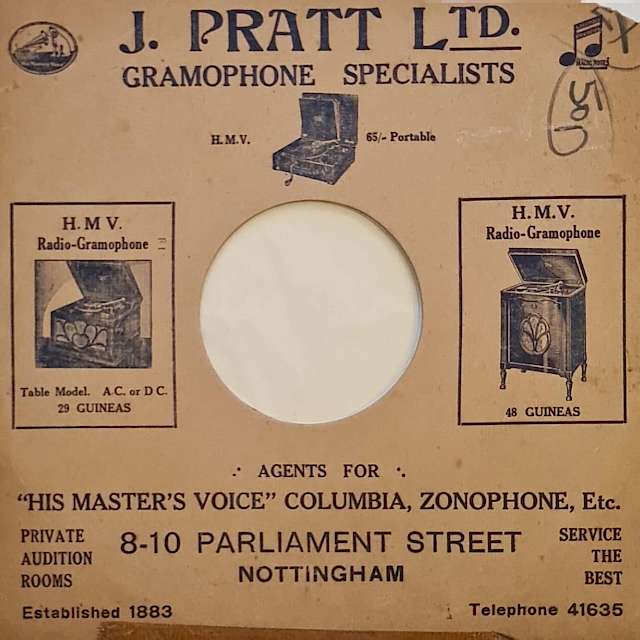 J. PRATT LTD.
GRAMOPHONE SPECIALISTS
H.M.V. 65/- Portable
H.M.V.
Radio-Gramophone
Table Model. A C. or D C.
29 GUINEAS
H.M.V.
Radio-Gramophone
48 GUINEAS
AGENTS FOR
"HIS MASTER'S VOICE" COLUMBIA, ZONOPHONE, Etc.
PRIVATE
AUDITION
ROOMS
8-10 PARLIAMENT STREET
NOTTINGHAM
SERVICE
THE
BEST
Established 1883
Telephone 41635